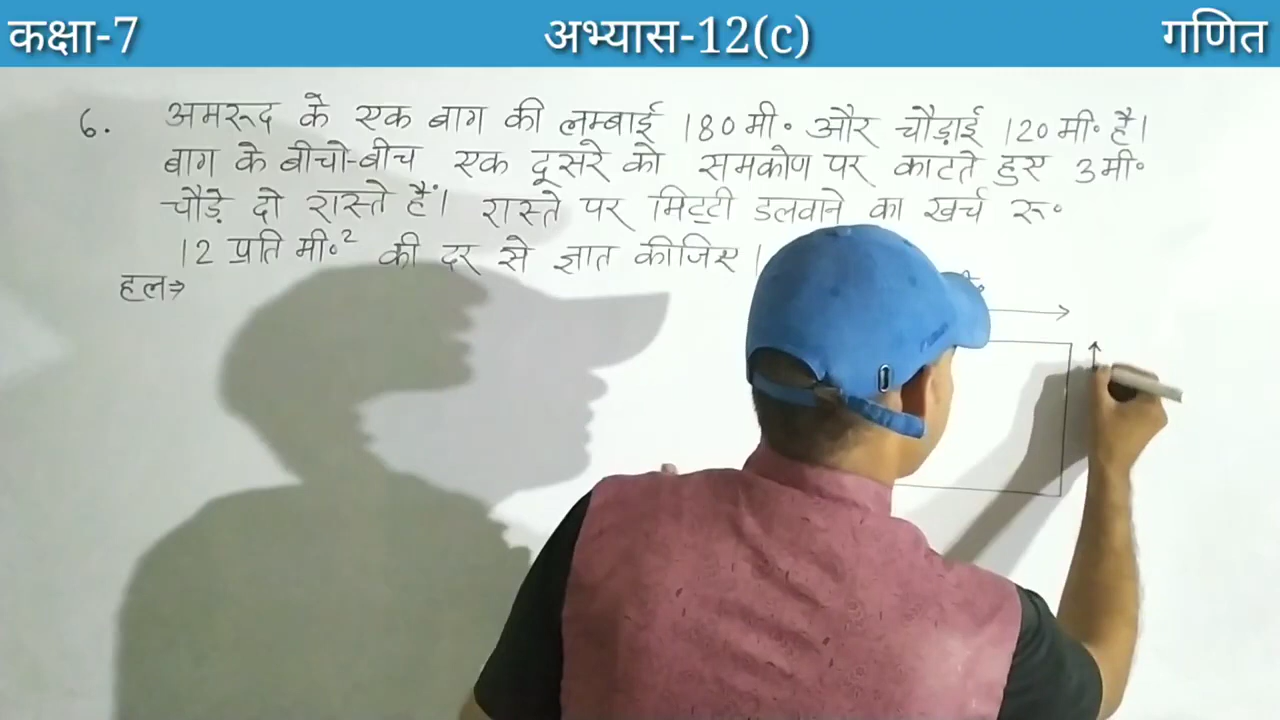 कक्षा-7 अभ्यास-12(c) गणित
6. अमरूद के एक बाग की लम्बाई 180 मी॰ और चौड़ाई 120 मी॰ है।
बाग के बीचो-बीच एक दूसरे को समकोण पर काटते हुए 3 मी॰
चौड़े दो रास्ते हैं। रास्ते पर मिट्टी डलवाने का खर्च रू॰
12 प्रति मी॰² की दर से ज्ञात कीजिए।
हल⇒